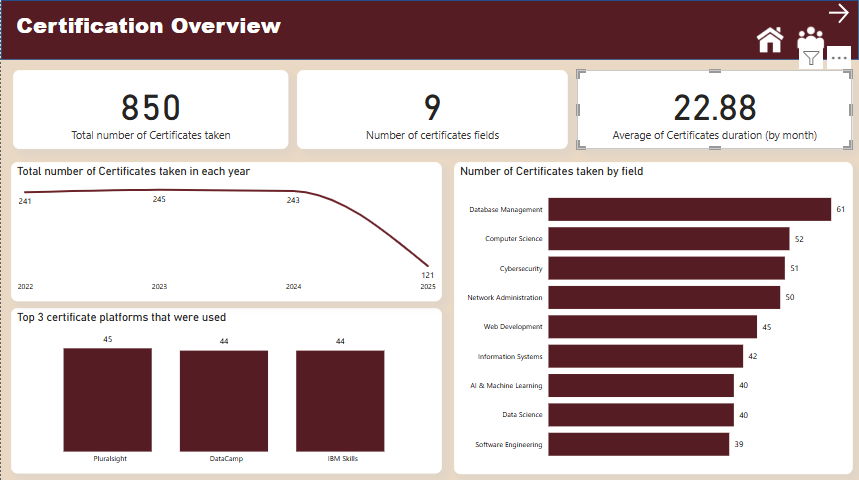 Certification Overview
850
Total number of Certificates taken
9
Number of certificates fields
22.88
Average of Certificates duration (by month)
Total number of Certificates taken in each year
241
245
243
121
2022
2023
2024
2025
Top 3 certificate platforms that were used
45
44
44
Pluralsight
DataCamp
IBM Skills
Number of Certificates taken by field
Database Management 61
Computer Science 52
Cybersecurity 51
Network Administration 50
Web Development 45
Information Systems 42
AI & Machine Learning 40
Data Science 40
Software Engineering 39